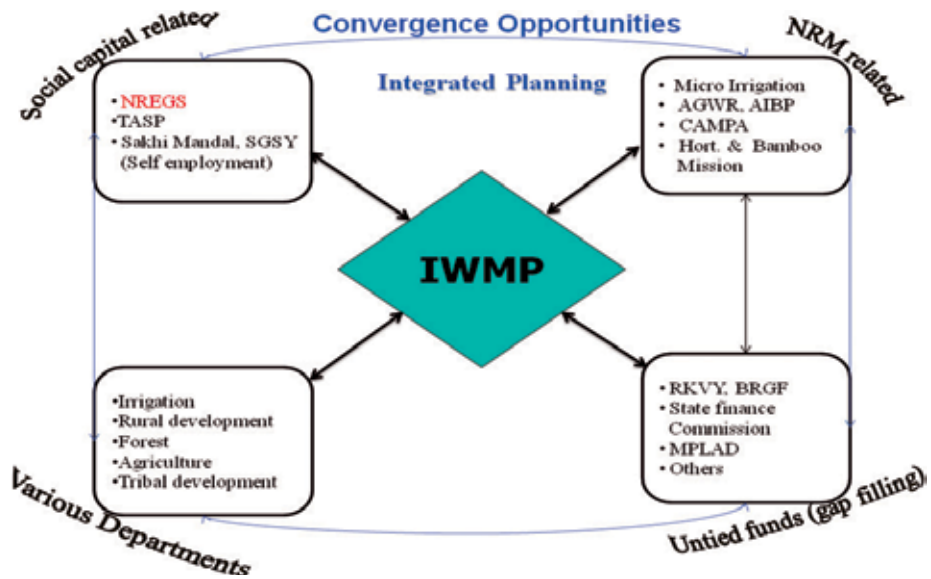 Convergence Opportunities
Integrated Planning
Social capital related
•NREGS
•TASP
•Sakhi Mandal, SGSY
(Self employment)
NRM related
• Micro Irrigation
• AGWR, AIBP
• CAMPA
• Hort. & Bamboo
Mission
IWMP
•Irrigation
•Rural development
•Forest
•Agriculture
•Tribal development
Various Departments
• RKVY, BRGF
•State finance
Commission
•MPLAD
•Others
Untied funds (gap filling)